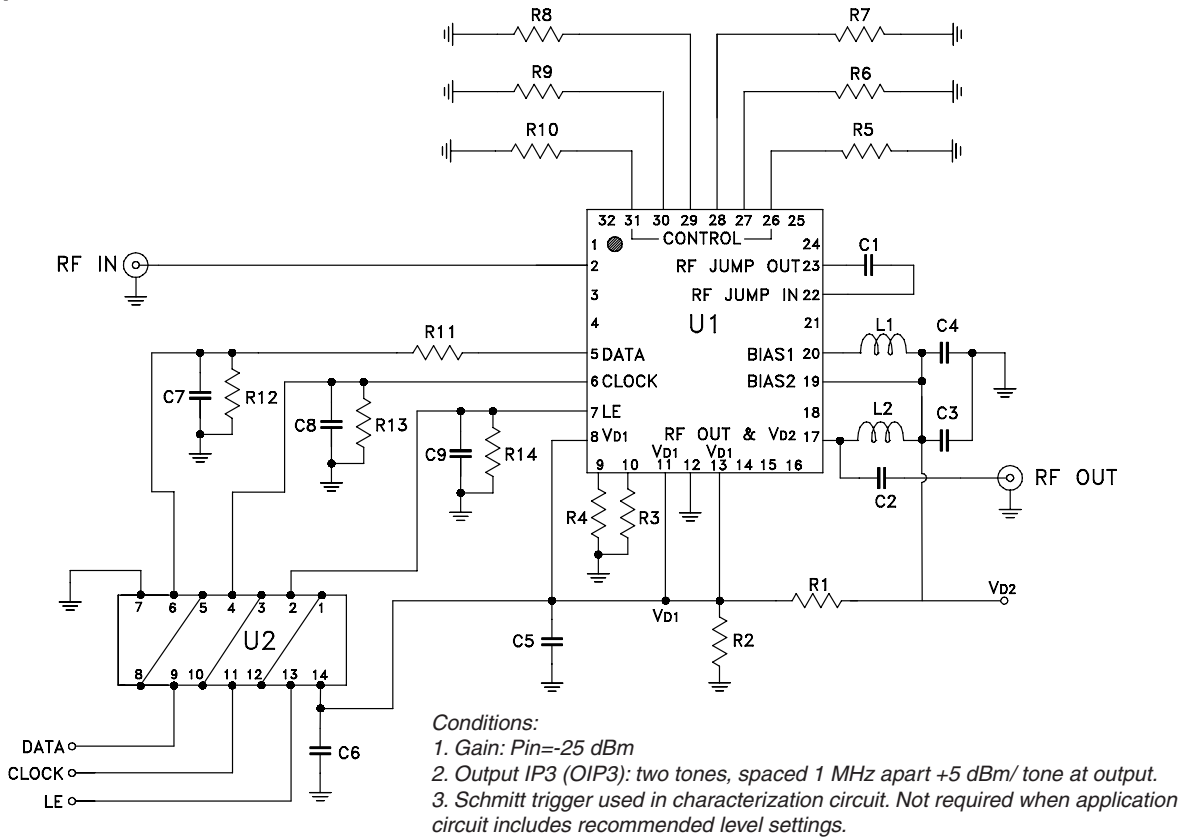 R8 R7
R9 R6
R10 R5
32 31 30 29 28 27 26 25
CONTROL
1 24
RF IN 2 RF JUMP OUT 23 C1
3 RF JUMP IN 22
4 U1 21
R11 5 DATA BIAS1 20 L1 C4
C7 R12 6 CLOCK BIAS2 19
C8 R13 7 LE 18 L2 C3
C9 R14 8 VD1 RF OUT & VD2 17
VD1 VD1
9 10 11 12 13 14 15 16
C2 RF OUT
R4 R3
7 6 5 4 3 2 1
U2
8 9 10 11 12 13 14
R1 VD2
VD1
C5 R2
C6
DATA
CLOCK
LE
Conditions:
1. Gain: Pin=-25 dBm
2. Output IP3 (OIP3): two tones, spaced 1 MHz apart +5 dBm/ tone at output.
3. Schmitt trigger used in characterization circuit. Not required when application
circuit includes recommended level settings.